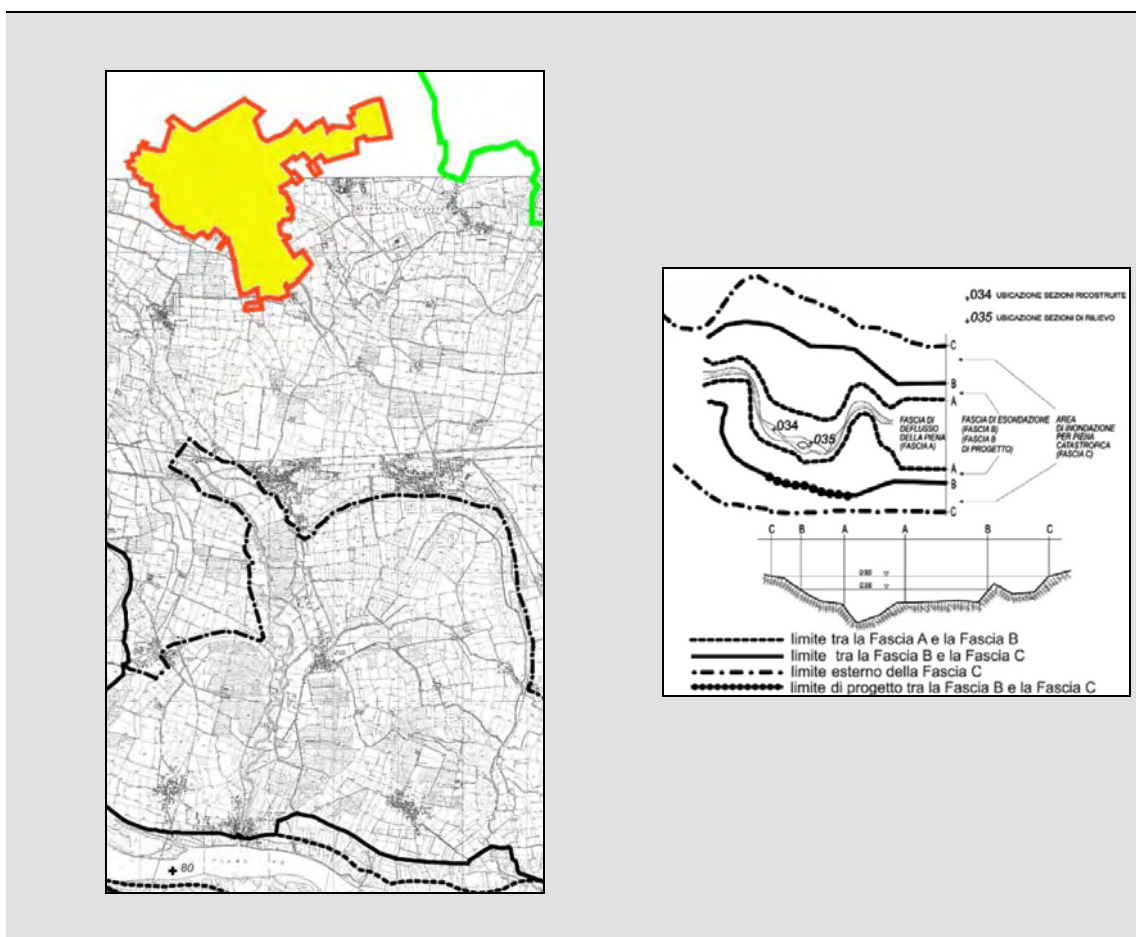 80
+034 UBICAZIONE SEZIONI RICOSTRUITE
+035 UBICAZIONE SEZIONI DI RILIEVO
C
B
A
+034
+035
FASCIA DI
DEFLUSSO
DELLA PIENA
(FASCIA A)
FASCIA DI ESONDAZIONE
(FASCIA B)
(FASCIA B
DI PROGETTO)
AREA
DI INONDAZIONE
PER PIENA
CATASTROFICA
(FASCIA C)
A
B
C
C B A A B C
limite tra la Fascia A e la Fascia B
limite tra la Fascia B e la Fascia C
limite esterno della Fascia C
limite di progetto tra la Fascia B e la Fascia C